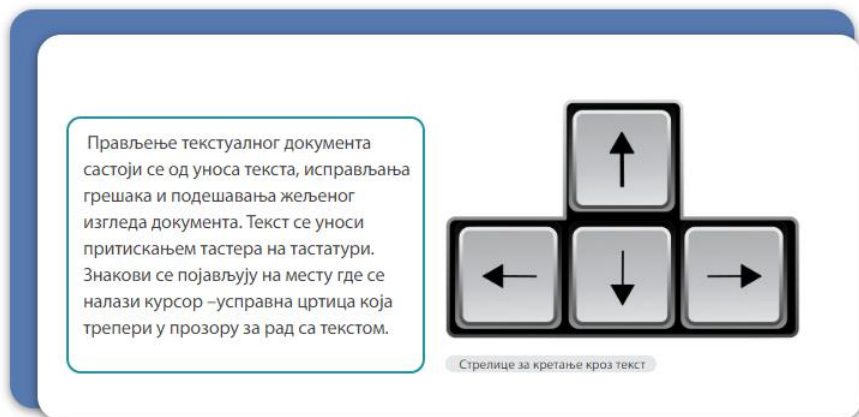 Прављење текстуалног документа
састоји се од уноса текста, исправљања
грешака и подешавања жељеног
изгледа документа. Текст се уноси
притискањем тастера на тастатури.
Знакови се појављују на месту где се
налази курсор –усправна цртица која
трепери у прозору за рад са текстом.
Стрелице за кретање кроз текст